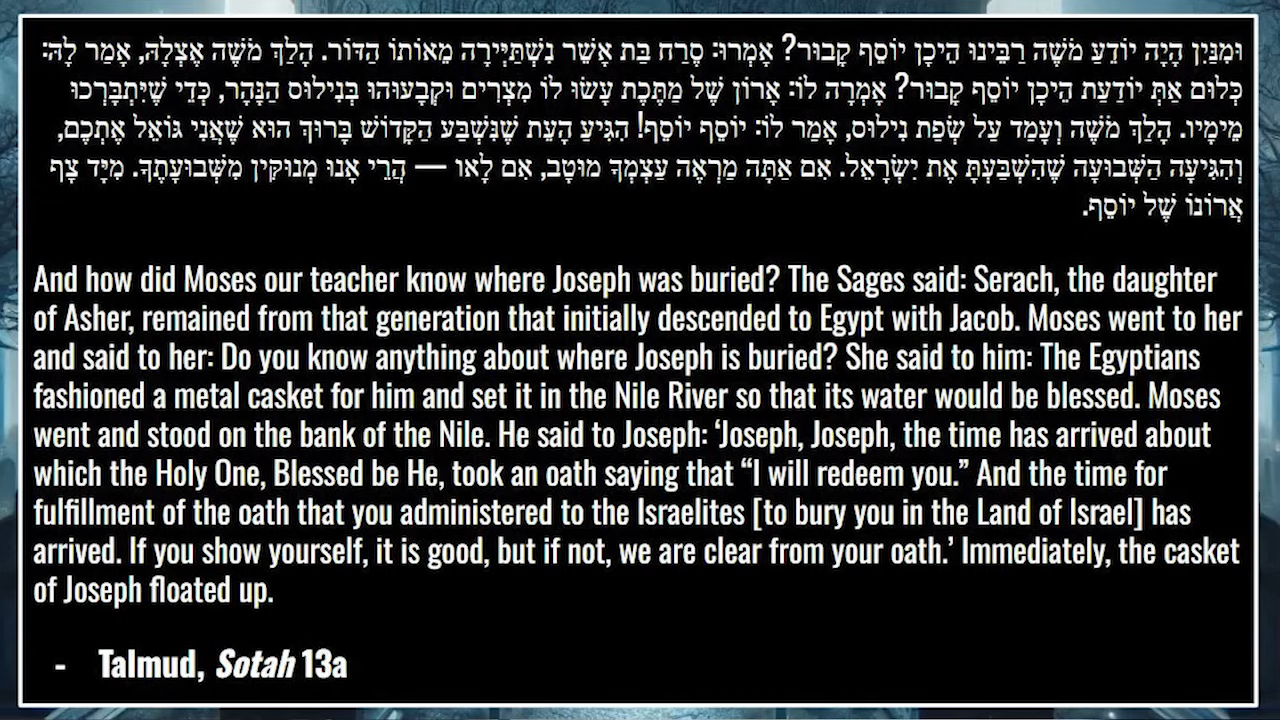 וּמִנַּיִן הָיָה יוֹדֵעַ מֹשֶׁה רַבֵּינוּ הֵיכָן יוֹסֵף קָבוּר? אָמְרוּ: סֶרַח בַּת אָשֵׁר נִשְׁתַּיְּירָה מֵאוֹתוֹ הַדּוֹר. הָלַךְ מֹשֶׁה אֶצְלָהּ, אָמַר לָהּ:
כְּלוּם אַתְּ יוֹדַעַת הֵיכָן יוֹסֵף קָבוּר? אָמְרָה לוֹ: אָרוֹן שֶׁל מַתֶּכֶת עָשׂוּ לוֹ מִצְרִים וּקְבָעוּהוּ בְּנִילוּס הַנָּהָר, כְּדֵי שֶׁיִּתְבָּרְכוּ
מֵימָיו. הָלַךְ מֹשֶׁה וְעָמַד עַל שְׂפַת נִילוּס, אָמַר לוֹ: יוֹסֵף יוֹסֵף! הִגִּיעַ הָעֵת שֶׁנִּשְׁבַּע הַקָּדוֹשׁ בָּרוּךְ הוּא שֶׁאֲנִי גּוֹאֵל אֶתְכֶם,
וְהִגִּיעָה הַשְּׁבוּעָה שֶׁהִשְׁבַּעְתָּ אֶת יִשְׂרָאֵל. אִם אַתָּה מַרְאֶה עַצְמְךָ מוּטָב, אִם לָאו — הֲרֵי אָנוּ מְנוּקִּין מִשְּׁבוּעָתֶךָ. מִיָּד צָף
אֲרוֹנוֹ שֶׁל יוֹסֵף.
And how did Moses our teacher know where Joseph was buried? The Sages said: Serach, the daughter
of Asher, remained from that generation that initially descended to Egypt with Jacob. Moses went to her
and said to her: Do you know anything about where Joseph is buried? She said to him: The Egyptians
fashioned a metal casket for him and set it in the Nile River so that its water would be blessed. Moses
went and stood on the bank of the Nile. He said to Joseph: ‘Joseph, Joseph, the time has arrived about
which the Holy One, Blessed be He, took an oath saying that “I will redeem you.” And the time for
fulfillment of the oath that you administered to the Israelites [to bury you in the Land of Israel] has
arrived. If you show yourself, it is good, but if not, we are clear from your oath.’ Immediately, the casket
of Joseph floated up.
- Talmud, Sotah 13a